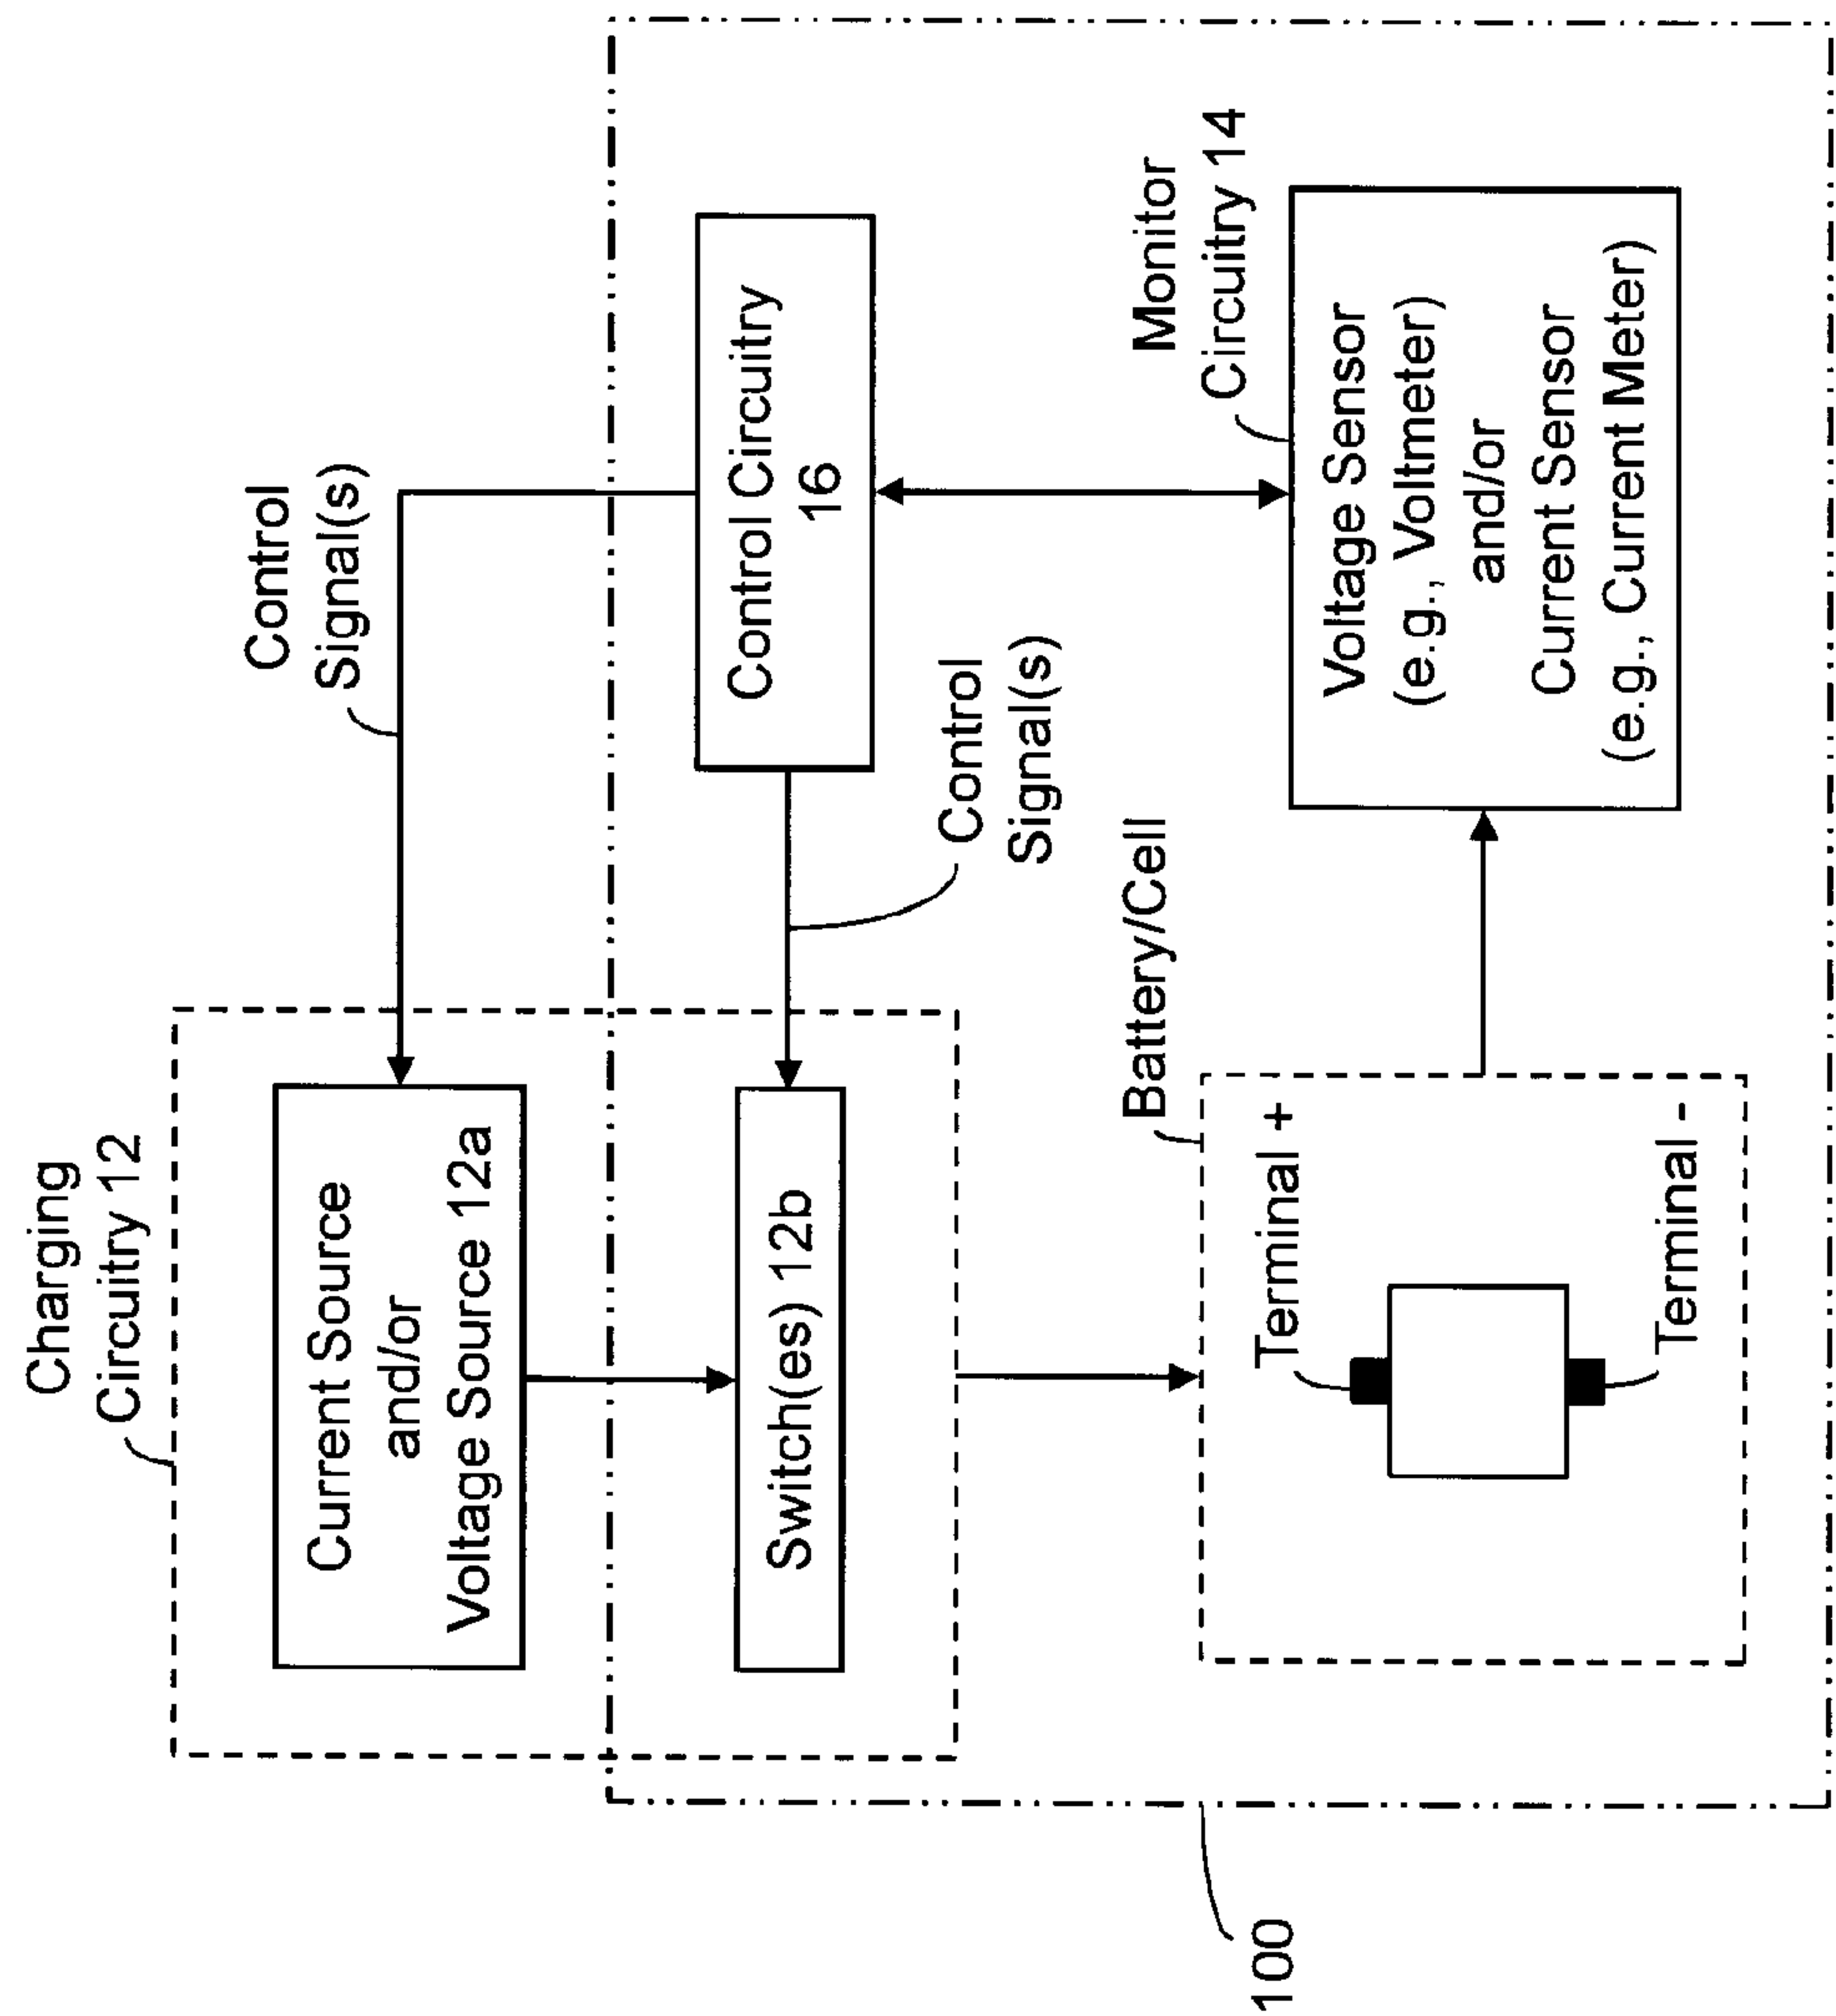 Charging
Circuitry 12
Current Source
and/or
Voltage Source 12a
Switch(es) 12b
Control
Signal(s)
Control Circuitry
16
Control
Signal(s)
Battery/Cell
Terminal +
Terminal -
Monitor
Circuitry 14
Voltage Sensor
(e.g., Voltmeter)
and/or
Current Sensor
(e.g., Current Meter)
100